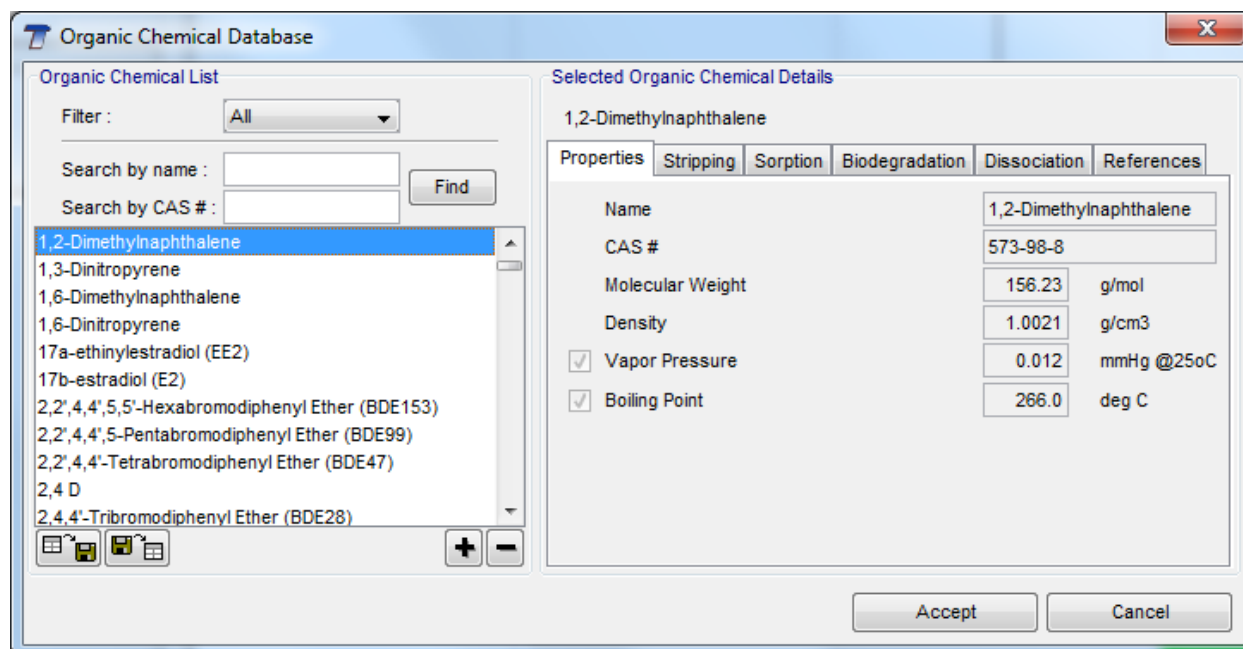 Organic Chemical Database
Organic Chemical List
Filter :
All
Search by name :
Find
Search by CAS # :
1,2-Dimethylnaphthalene
1,3-Dinitropyrene
1,6-Dimethylnaphthalene
1,6-Dinitropyrene
17a-ethinylestradiol (EE2)
17b-estradiol (E2)
2,2',4,4',5,5'-Hexabromodiphenyl Ether (BDE153)
2,2',4,4',5-Pentabromodiphenyl Ether (BDE99)
2,2',4,4'-Tetrabromodiphenyl Ether (BDE47)
2,4 D
2,4,4'-Tribromodiphenyl Ether (BDE28)
Selected Organic Chemical Details
1,2-Dimethylnaphthalene
Properties Stripping Sorption Biodegradation Dissociation References
Name 1,2-Dimethylnaphthalene
CAS # 573-98-8
Molecular Weight 156.23 g/mol
Density 1.0021 g/cm3
Vapor Pressure 0.012 mmHg @25oC
Boiling Point 266.0 deg C
Accept Cancel